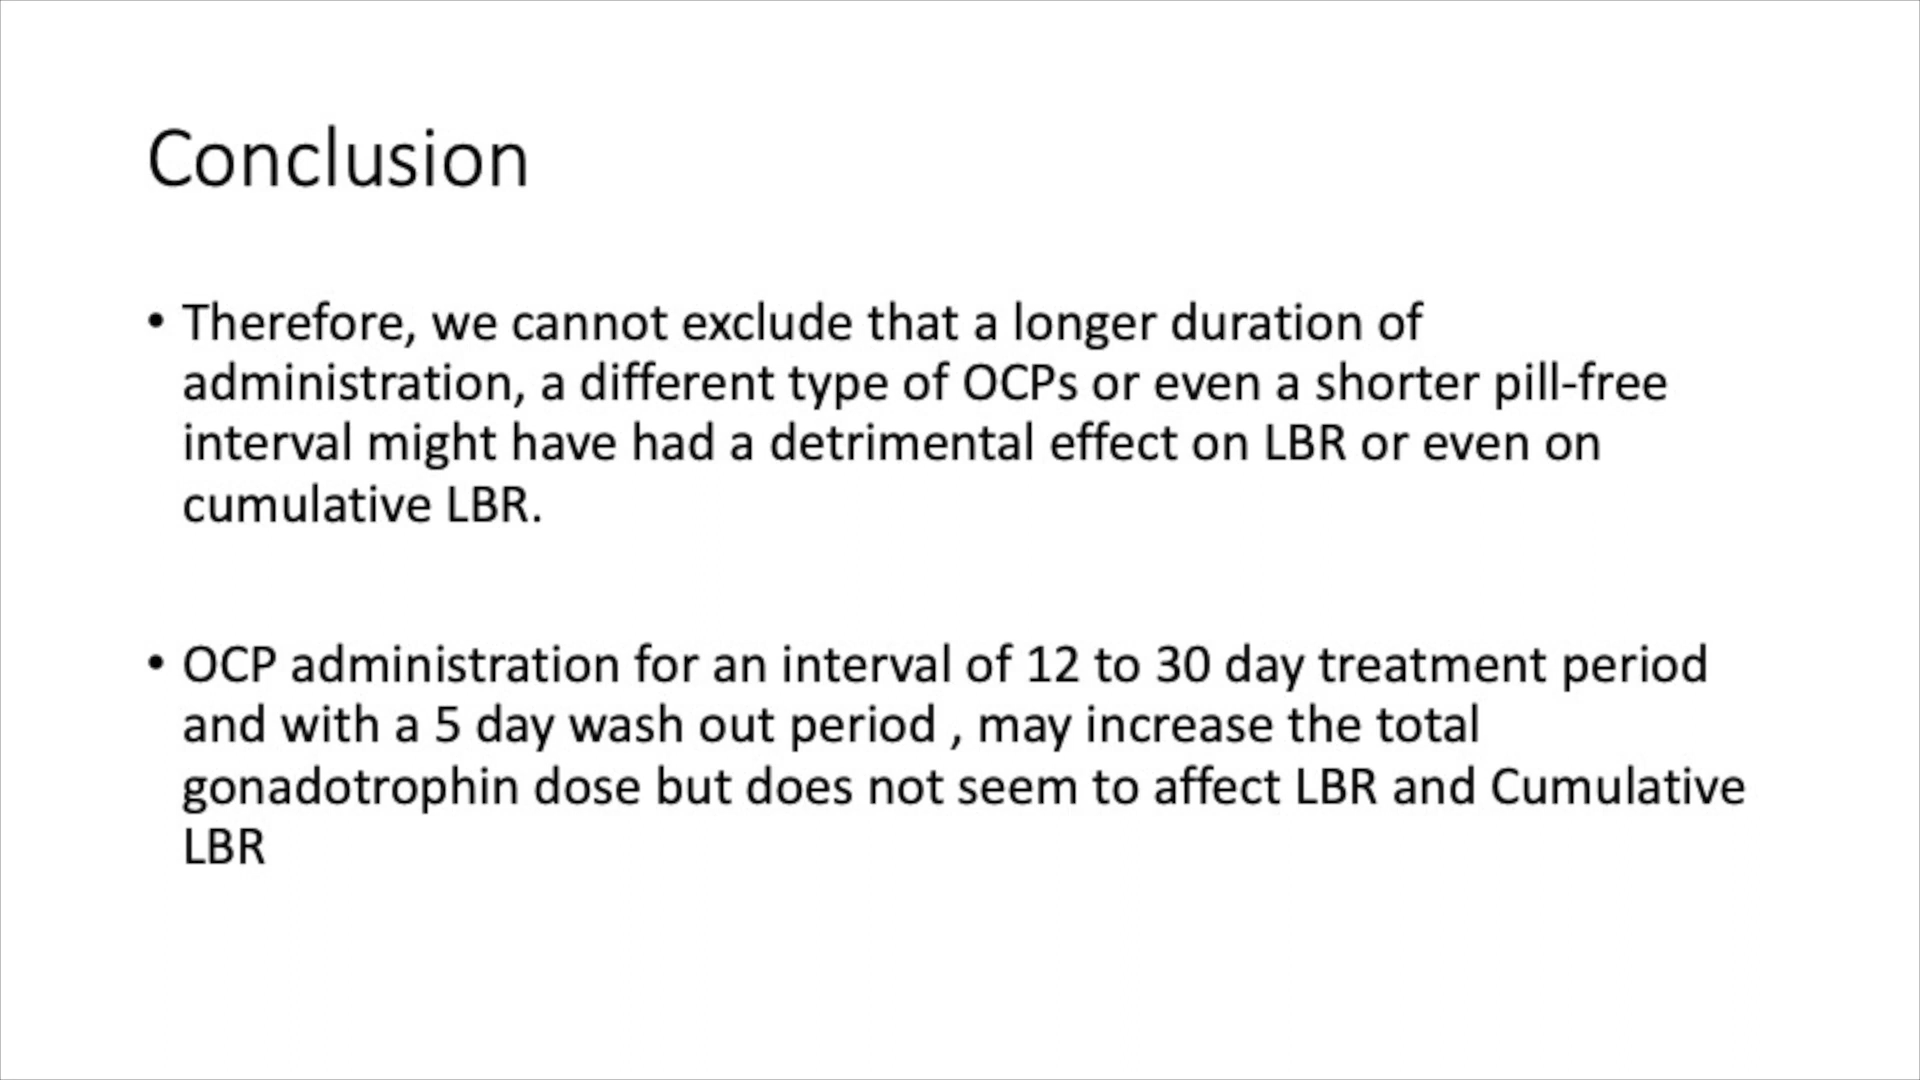 Conclusion
• Therefore, we cannot exclude that a longer duration of
administration, a different type of OCPs or even a shorter pill-free
interval might have had a detrimental effect on LBR or even on
cumulative LBR.
• OCP administration for an interval of 12 to 30 day treatment period
and with a 5 day wash out period , may increase the total
gonadotrophin dose but does not seem to affect LBR and Cumulative
LBR